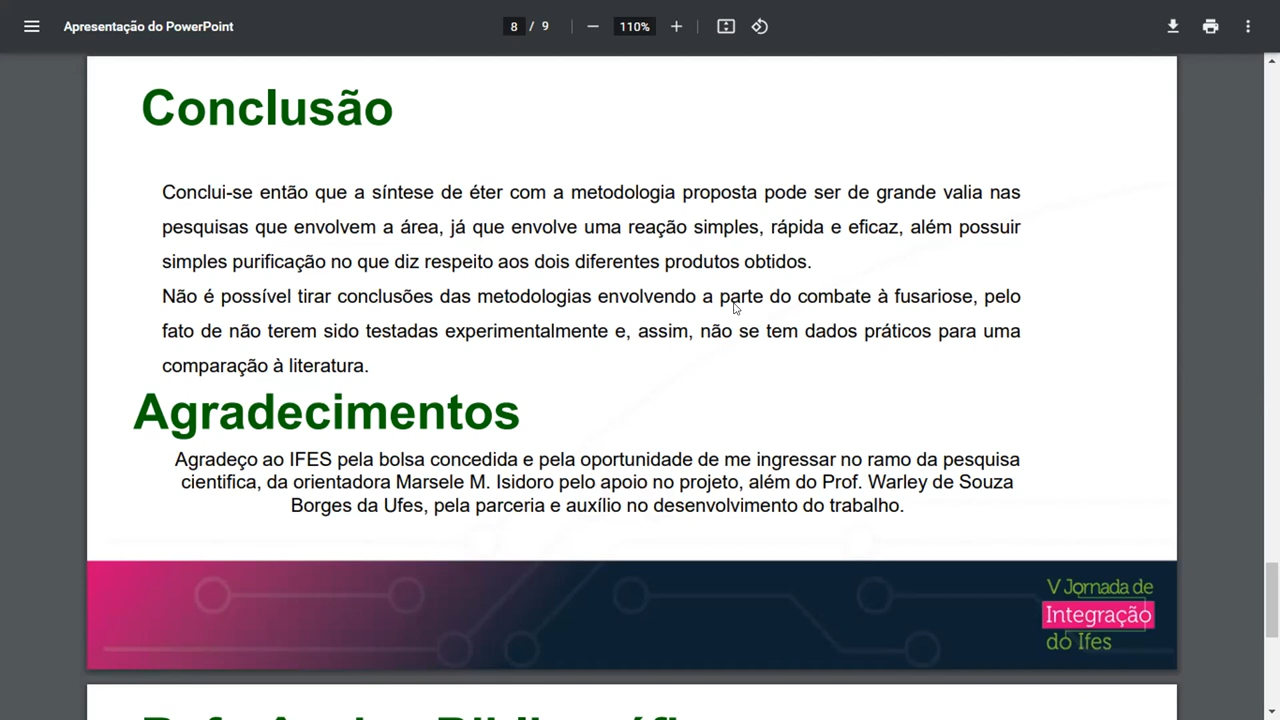 Apresentação do PowerPoint
8 / 9
110%
Conclusão
Conclui-se então que a síntese de éter com a metodologia proposta pode ser de grande valia nas
pesquisas que envolvem a área, já que envolve uma reação simples, rápida e eficaz, além possuir
simples purificação no que diz respeito aos dois diferentes produtos obtidos.
Não é possível tirar conclusões das metodologias envolvendo a parte do combate à fusariose, pelo
fato de não terem sido testadas experimentalmente e, assim, não se tem dados práticos para uma
comparação à literatura.
Agradecimentos
Agradeço ao IFES pela bolsa concedida e pela oportunidade de me ingressar no ramo da pesquisa
cientifica, da orientadora Marsele M. Isidoro pelo apoio no projeto, além do Prof. Warley de Souza
Borges da Ufes, pela parceria e auxílio no desenvolvimento do trabalho.
V Jornada de
Integração
do Ifes